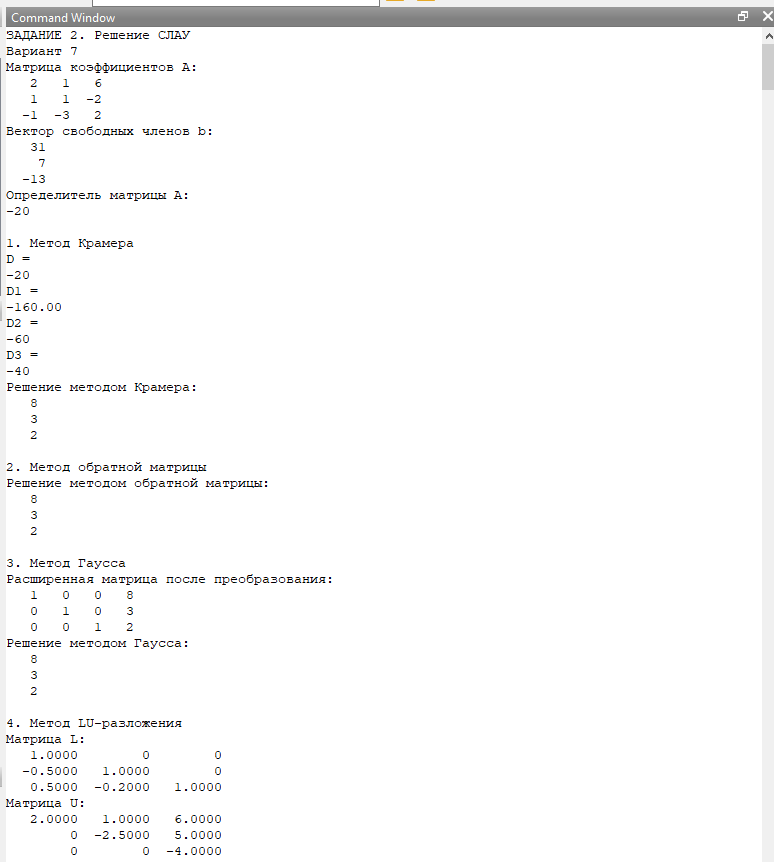 Command Window
ЗАДАНИЕ 2. Решение СЛАУ
Вариант 7
Матрица коэффициентов A:
2 1 6
1 1 -2
-1 -3 2
Вектор свободных членов b:
31
7
-13
Определитель матрицы A:
-20
1. Метод Крамера
D =
-20
D1 =
-160.00
D2 =
-60
D3 =
-40
Решение методом Крамера:
8
3
2
2. Метод обратной матрицы
Решение методом обратной матрицы:
8
3
2
3. Метод Гаусса
Расширенная матрица после преобразования:
1 0 0 8
0 1 0 3
0 0 1 2
Решение методом Гаусса:
8
3
2
4. Метод LU-разложения
Матрица L:
1.0000 0 0
-0.5000 1.0000 0
0.5000 -0.2000 1.0000
Матрица U:
2.0000 1.0000 6.0000
0 -2.5000 5.0000
0 0 -4.0000